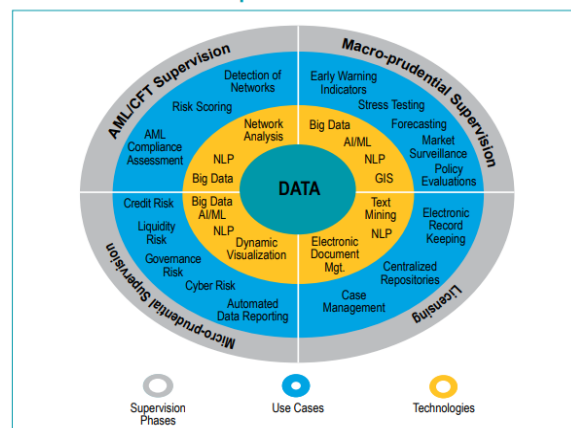 AML/CFT Supervision
Detection of
Networks
Risk Scoring
AML
Compliance
Assessment
Network
Analysis
NLP
Big Data
Macro-prudential Supervision
Early Warning
Indicators
Stress Testing
Forecasting
Market
Surveillance
Policy
Evaluations
Big Data
AI/ML
NLP
GIS
DATA
Micro-prudential Supervision
Credit Risk
Liquidity
Risk
Governance
Risk
Cyber Risk
Automated
Data Reporting
Big Data
AI/ML
NLP
Dynamic
Visualization
Licensing
Electronic
Record
Keeping
Centralized
Repositories
Case
Management
Text
Mining
NLP
Electronic
Document
Mgt.
Supervision
Phases
Use Cases
Technologies